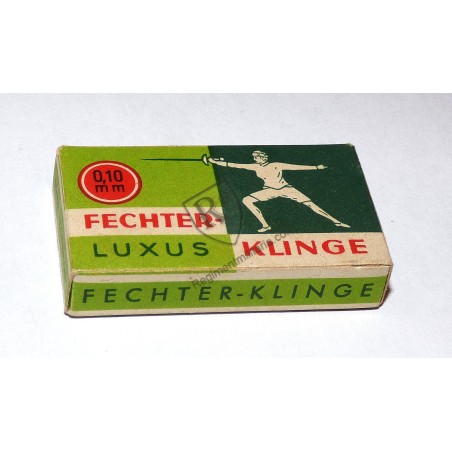 0,10
mm
FECHTER-
LUXUS KLINGE
FECHTER-KLINGE